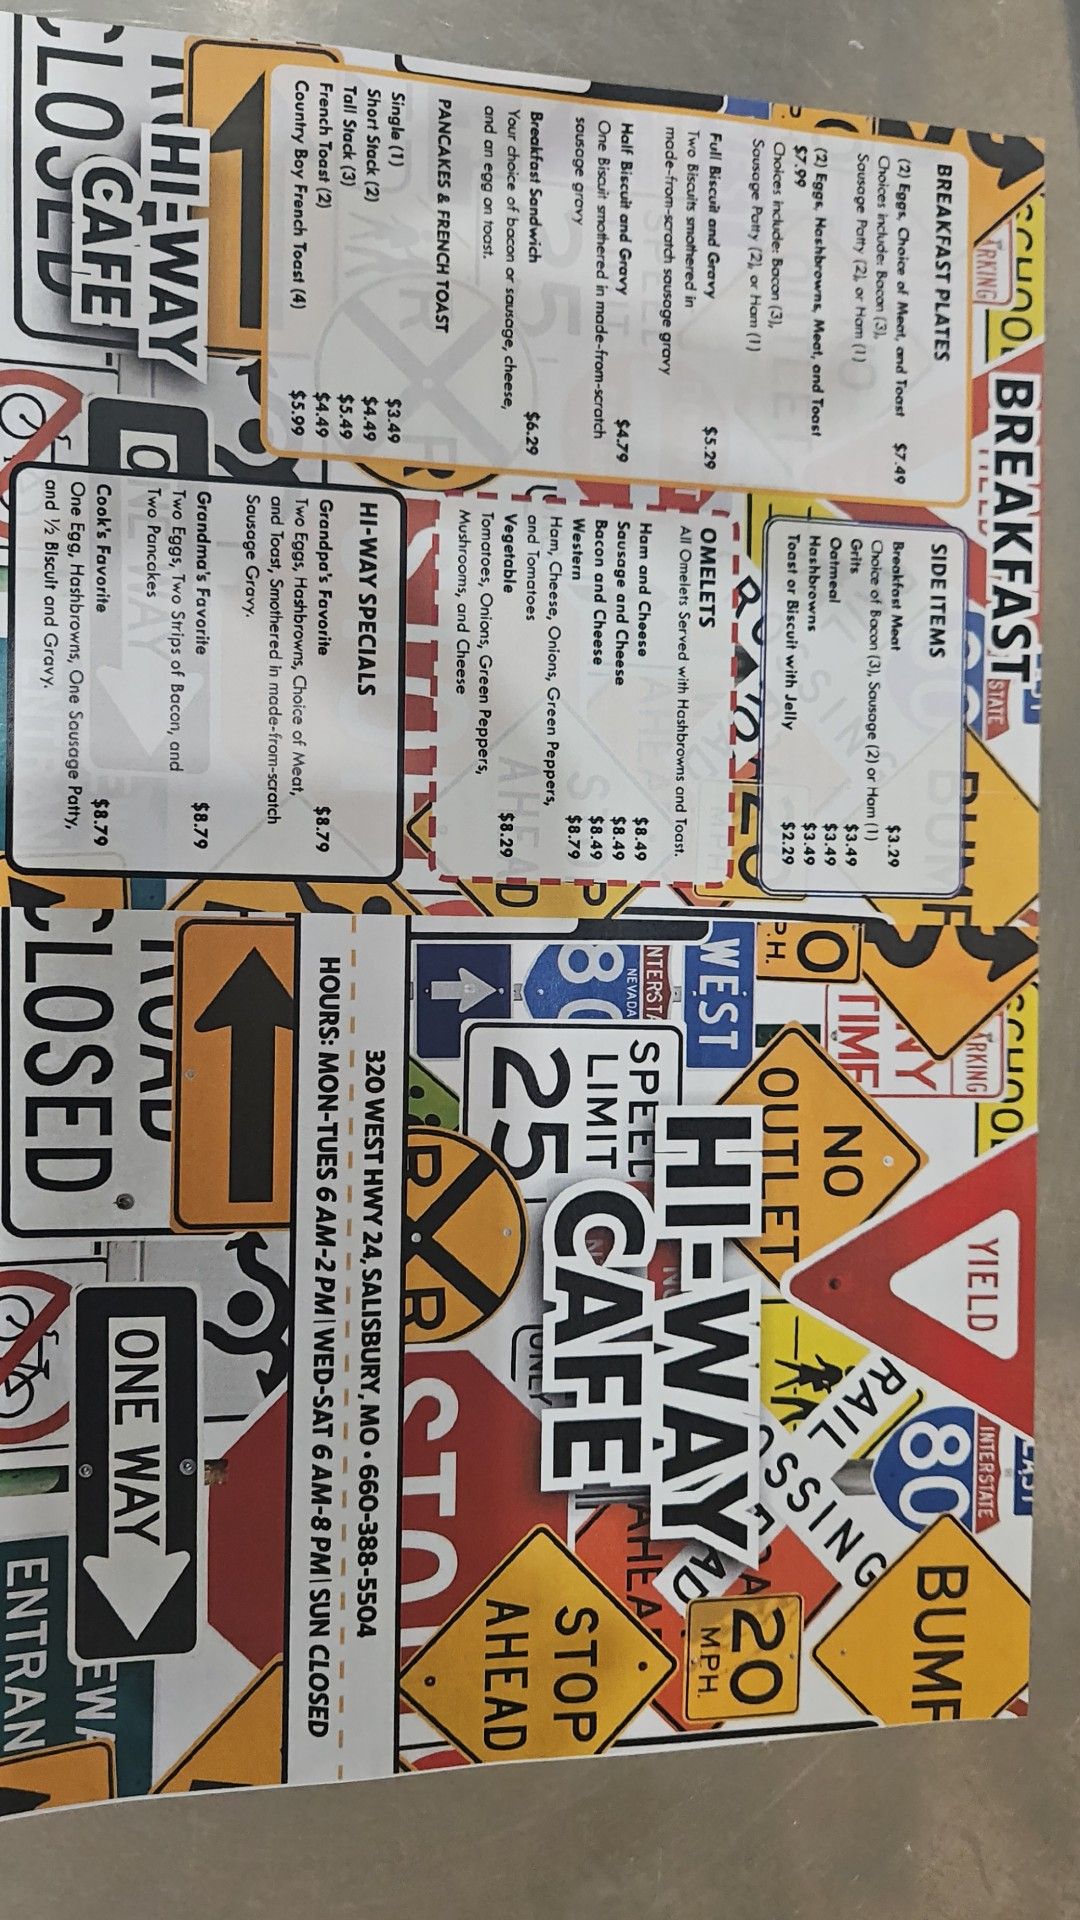 BREAKFAST
BREAKFAST PLATES
(2) Eggs, Choice of Meat, and Toast $7.49
Choices include: Bacon (3),
Sausage Patty (2), or Ham (1)
(2) Eggs, Hashbrowns, Meat, and Toast
$7.99
Choices include: Bacon (3),
Sausage Patty (2), or Ham (1)
Full Biscuit and Gravy $5.29
Two Biscuits smothered in
made-from-scratch sausage gravy
Half Biscuit and Gravy $4.79
One Biscuit smothered in made-from-scratch
sausage gravy
Breakfast Sandwich $6.29
Your choice of bacon or sausage, cheese,
and an egg on toast.
PANCAKES & FRENCH TOAST
Single (1) $3.49
Short Stack (2) $4.49
Tall Stack (3) $5.49
French Toast (2) $4.49
Country Boy French Toast (4) $5.99
HI-WAY
CAFE
CLOSED
SIDE ITEMS
Breakfast Meat $3.29
Choice of Bacon (3), Sausage (2) or Ham (1)
Grits $3.49
Oatmeal $3.49
Hashbrowns $3.49
Toast or Biscuit with Jelly $2.29
OMELETS
All Omelets Served with Hashbrowns and Toast.
Ham and Cheese $8.49
Sausage and Cheese $8.49
Bacon and Cheese $8.49
Western $8.79
Ham, Cheese, Onions, Green Peppers,
and Tomatoes
Vegetable $8.29
Tomatoes, Onions, Green Peppers,
Mushrooms, and Cheese
HI-WAY SPECIALS
Grandpa's Favorite $8.79
Two Eggs, Hashbrowns, Choice of Meat,
and Toast, Smothered in made-from-scratch
Sausage Gravy.
Grandma's Favorite $8.79
Two Eggs, Two Strips of Bacon, and
Two Pancakes
Cook's Favorite $8.79
One Egg, Hashbrowns, One Sausage Patty,
and ½ Biscuit and Gravy.
SCHOOL
PARKING
STATE
YIELD
INTERSTATE
80
BUMP
NO
OUTLET
ANY
TIME
WEST
INTERSTA
NEVADA
80
SPEED
LIMIT
25
RAIL
CROSSING
HI-WAY
CAFE
ONLY
ROAD
AHEAD
20
MPH.
STOP
AHEAD
R R
STOP
320 WEST HWY 24, SALISBURY, MO • 660-388-5504
HOURS: MON-TUES 6 AM-2 PM | WED-SAT 6 AM-8 PM | SUN CLOSED
ROAD
CLOSED
ONE WAY
ENTRAN